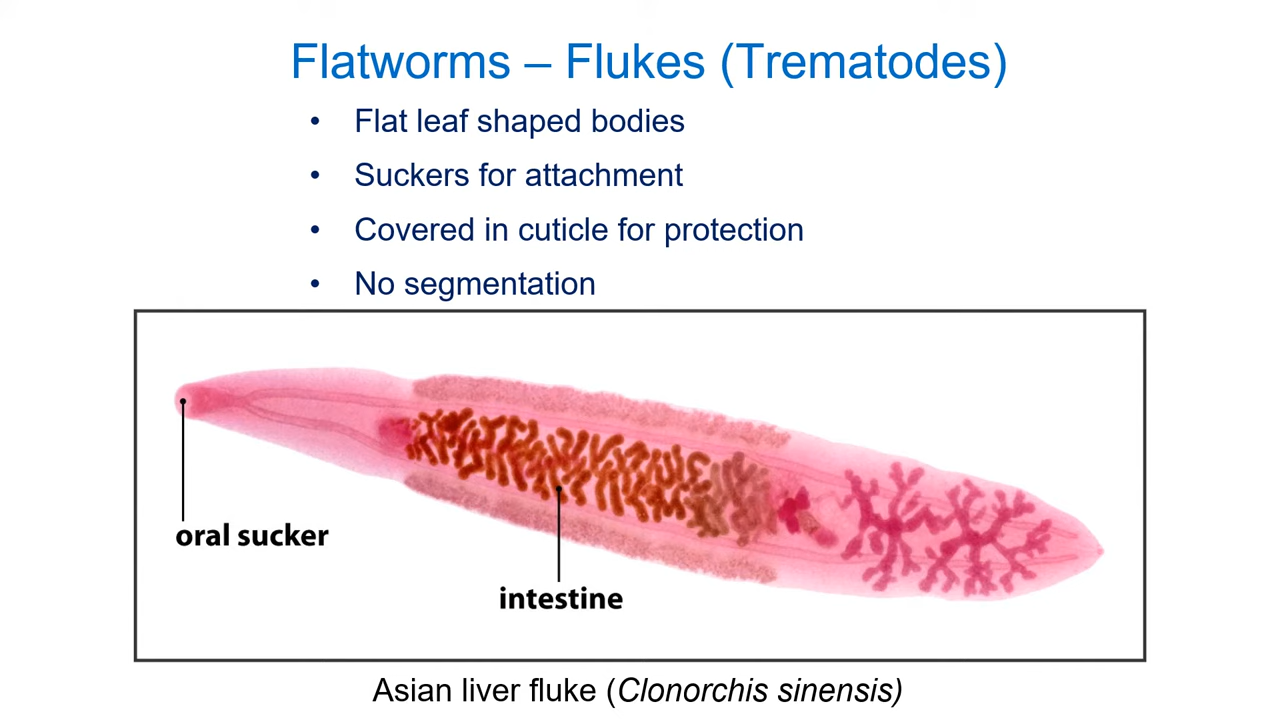 Flatworms – Flukes (Trematodes)
• Flat leaf shaped bodies
• Suckers for attachment
• Covered in cuticle for protection
• No segmentation
oral sucker
intestine
Asian liver fluke (Clonorchis sinensis)